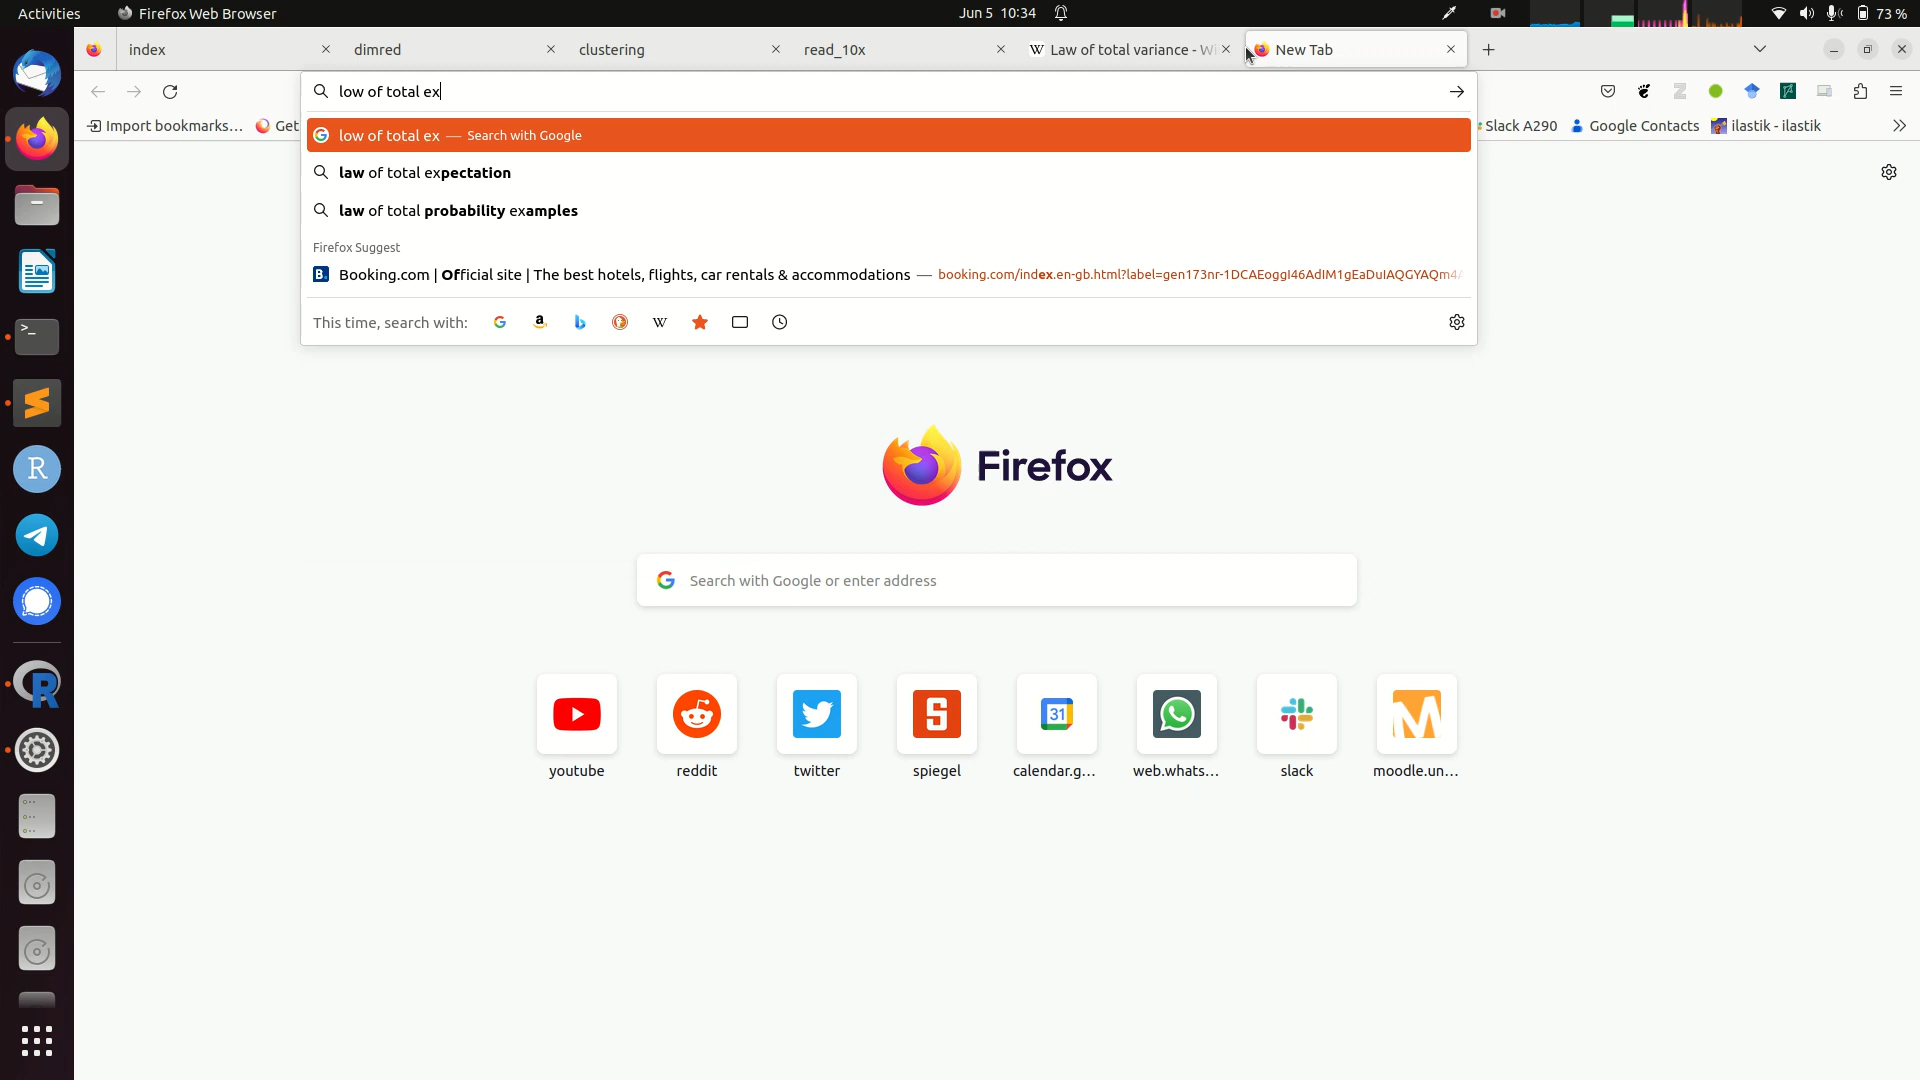 Activities Firefox Web Browser Jun 5 10:34 73 %
index dimred clustering read_10x Law of total variance - Wi New Tab
low of total ex
Import bookmarks... Get Slack A290 Google Contacts ilastik - ilastik
low of total ex — Search with Google
law of total expectation
law of total probability examples
Firefox Suggest
Booking.com | Official site | The best hotels, flights, car rentals & accommodations — booking.com/index.en-gb.html?label=gen173nr-1DCAEoggI46AdIM1gEaDuIAQGYAQm4
This time, search with:
Firefox
Search with Google or enter address
youtube reddit twitter spiegel calendar.g... web.whats... slack moodle.un...